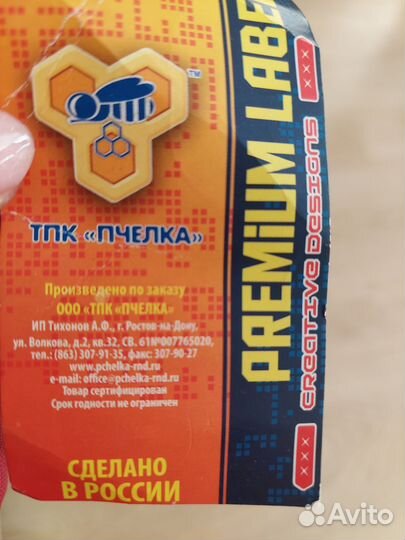 TM
ТПК «ПЧЕЛКА»
Произведено по заказу
ООО «ТПК «ПЧЕЛКА»
ИП Тихонов А.Ф., г. Ростов-на-Дону,
ул. Волкова, д.2, кв.32, СВ. 61№007765020,
тел.: (863) 307-91-35, факс: 307-90-27
www.pchelka-rnd.ru
e-mail: office@pchelka-rnd.ru
Товар сертифицирован
Срок годности не ограничен
СДЕЛАНО
В РОССИИ
PREMIUM LABE
CREATIVE DESIGNS
Avito